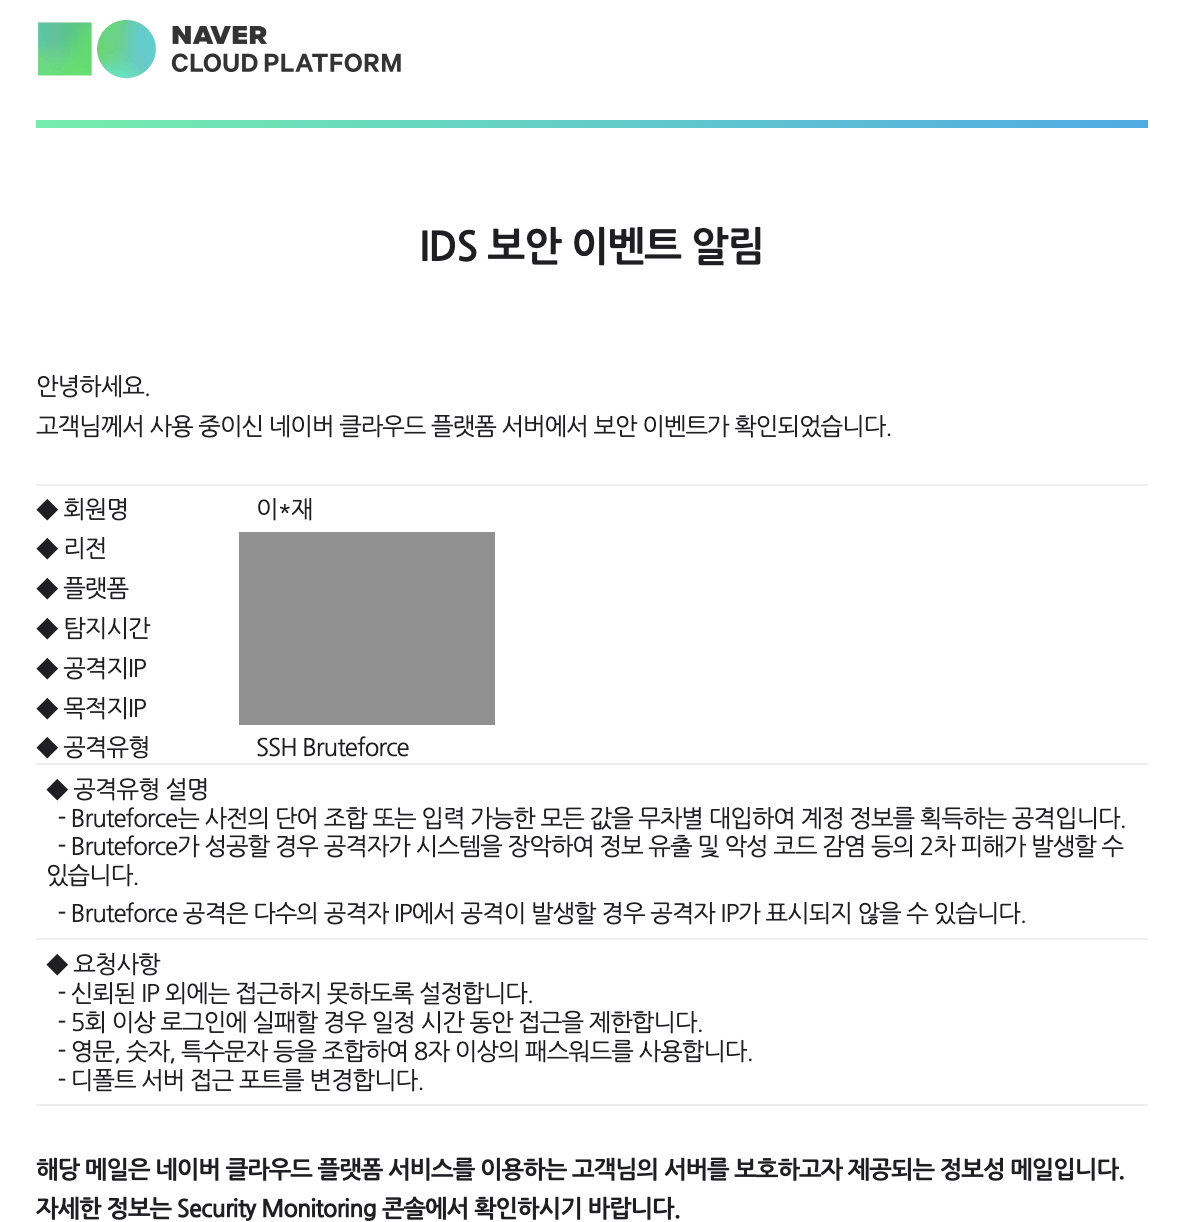 NAVER
CLOUD PLATFORM
IDS 보안 이벤트 알림
안녕하세요.
고객님께서 사용 중이신 네이버 클라우드 플랫폼 서버에서 보안 이벤트가 확인되었습니다.
◆ 회원명 이*재
◆ 리전
◆ 플랫폼
◆ 탐지시간
◆ 공격지IP
◆ 목적지IP
◆ 공격유형 SSH Bruteforce
◆ 공격유형 설명
- Bruteforce는 사전의 단어 조합 또는 입력 가능한 모든 값을 무차별 대입하여 계정 정보를 획득하는 공격입니다.
- Bruteforce가 성공할 경우 공격자가 시스템을 장악하여 정보 유출 및 악성 코드 감염 등의 2차 피해가 발생할 수
있습니다.
- Bruteforce 공격은 다수의 공격자 IP에서 공격이 발생할 경우 공격자 IP가 표시되지 않을 수 있습니다.
◆ 요청사항
- 신뢰된 IP 외에는 접근하지 못하도록 설정합니다.
- 5회 이상 로그인에 실패할 경우 일정 시간 동안 접근을 제한합니다.
- 영문, 숫자, 특수문자 등을 조합하여 8자 이상의 패스워드를 사용합니다.
- 디폴트 서버 접근 포트를 변경합니다.
해당 메일은 네이버 클라우드 플랫폼 서비스를 이용하는 고객님의 서버를 보호하고자 제공되는 정보성 메일입니다.
자세한 정보는 Security Monitoring 콘솔에서 확인하시기 바랍니다.